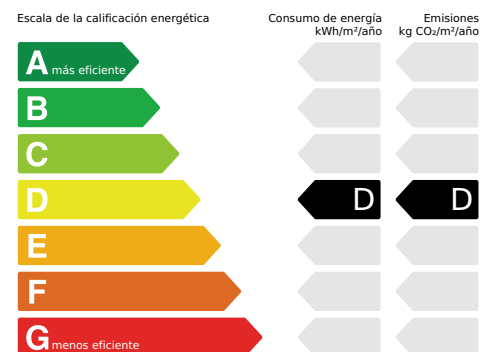 Escala de la calificación energética
Consumo de energía
kWh/m²/año
Emisiones
kg CO₂/m²/año
A más eficiente
B
C
D D D
E
F
G menos eficiente